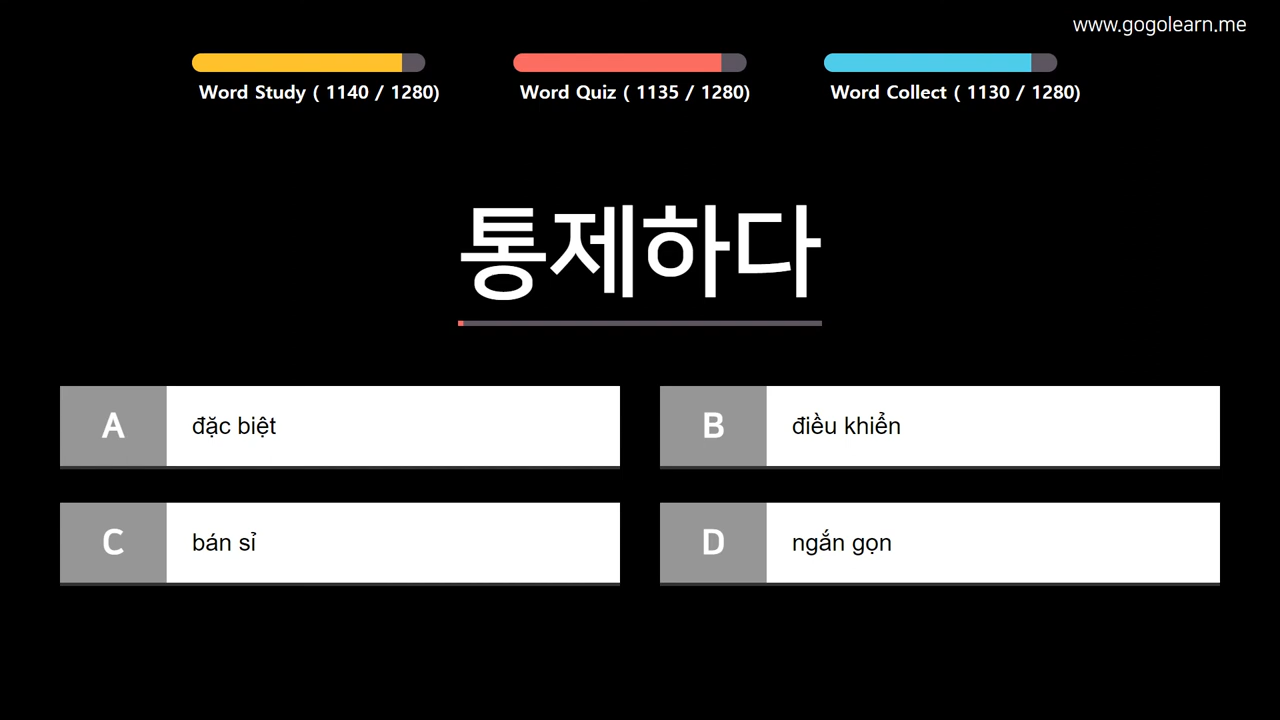 www.gogolearn.me
Word Study ( 1140 / 1280)
Word Quiz ( 1135 / 1280)
Word Collect ( 1130 / 1280)
통제하다
A đặc biệt
B điều khiển
C bán sỉ
D ngắn gọn